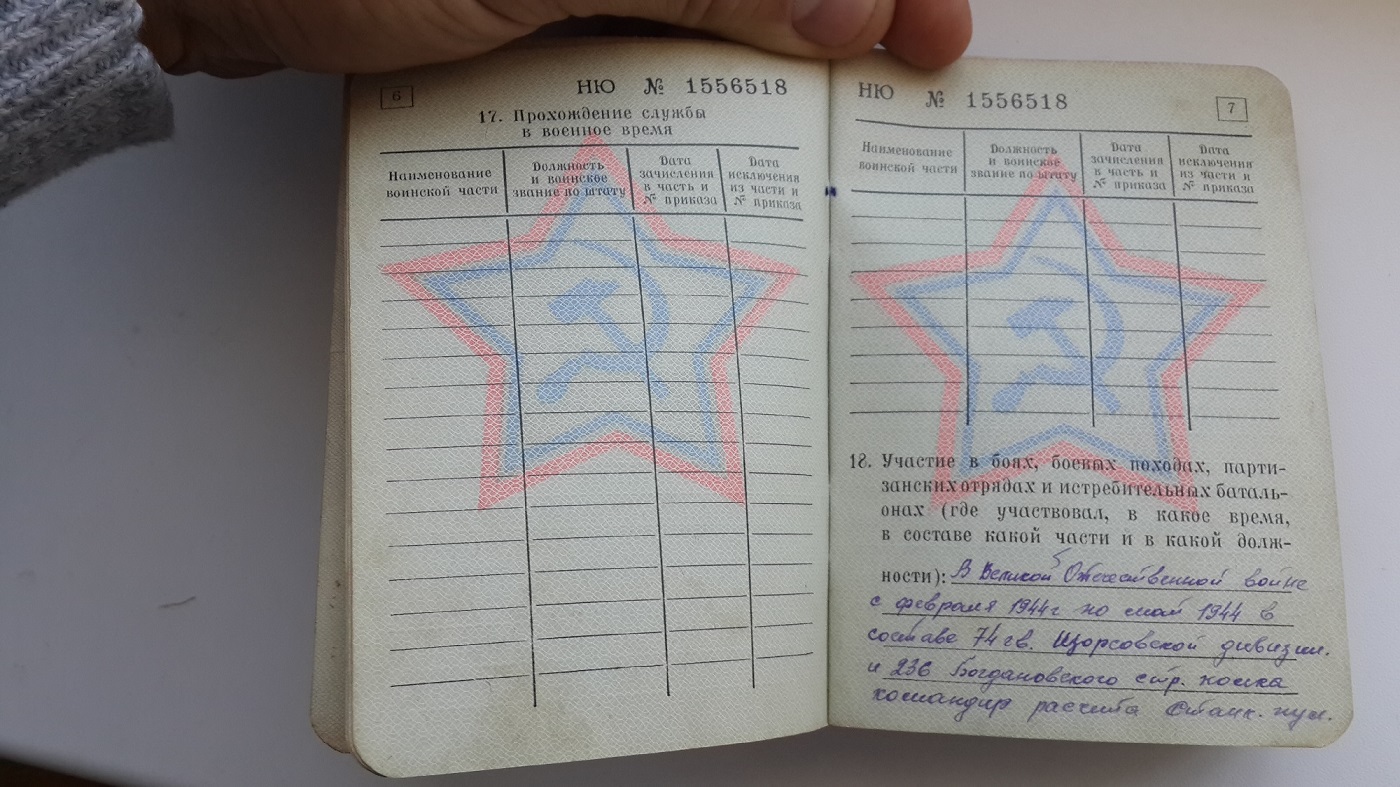 6
НЮ № 1556518
17. Прохождение службы
в военное время
Наименование
воинской части
Должность
и воинское
звание по штату
Дата
зачисления
в часть и
№ приказа
Дата
исключения
из части и
№ приказа
НЮ № 1556518
7
Наименование
воинской части
Должность
и воинское
звание по штату
Дата
зачисления
в часть и
№ приказа
Дата
исключения
из части и
№ приказа
18. Участие в боях, боевых походах, парти-
занских отрядах и истребительных баталь-
онах (где участвовал, в какое время,
в составе какой части и в какой долж-
ности): В Великой Отечественной войне
с февраля 1944г по май 1944 в
составе 74 гв. Щорсовской дивизии.
и 236 Богдановского стр. полка
командир расчета станк. пул.